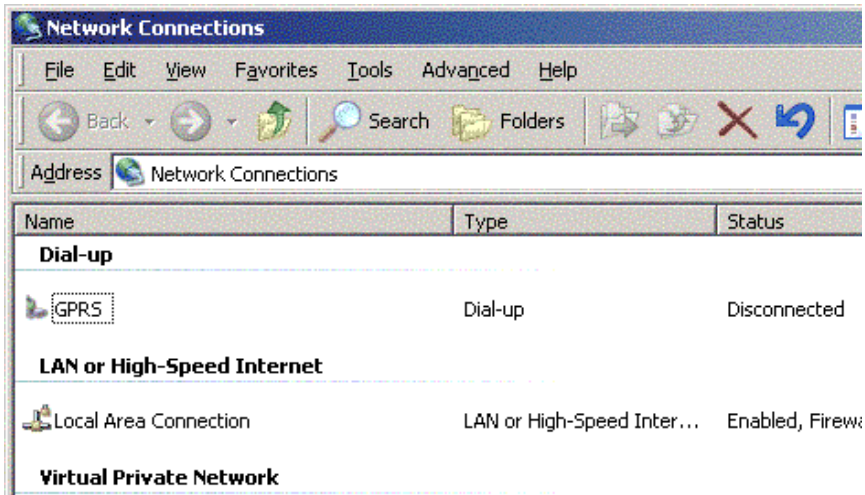 Network Connections
File Edit View Favorites Tools Advanced Help
Back Search Folders
Address Network Connections
Name Type Status
Dial-up
GPRS Dial-up Disconnected
LAN or High-Speed Internet
Local Area Connection LAN or High-Speed Inter... Enabled,
Virtual Private Network